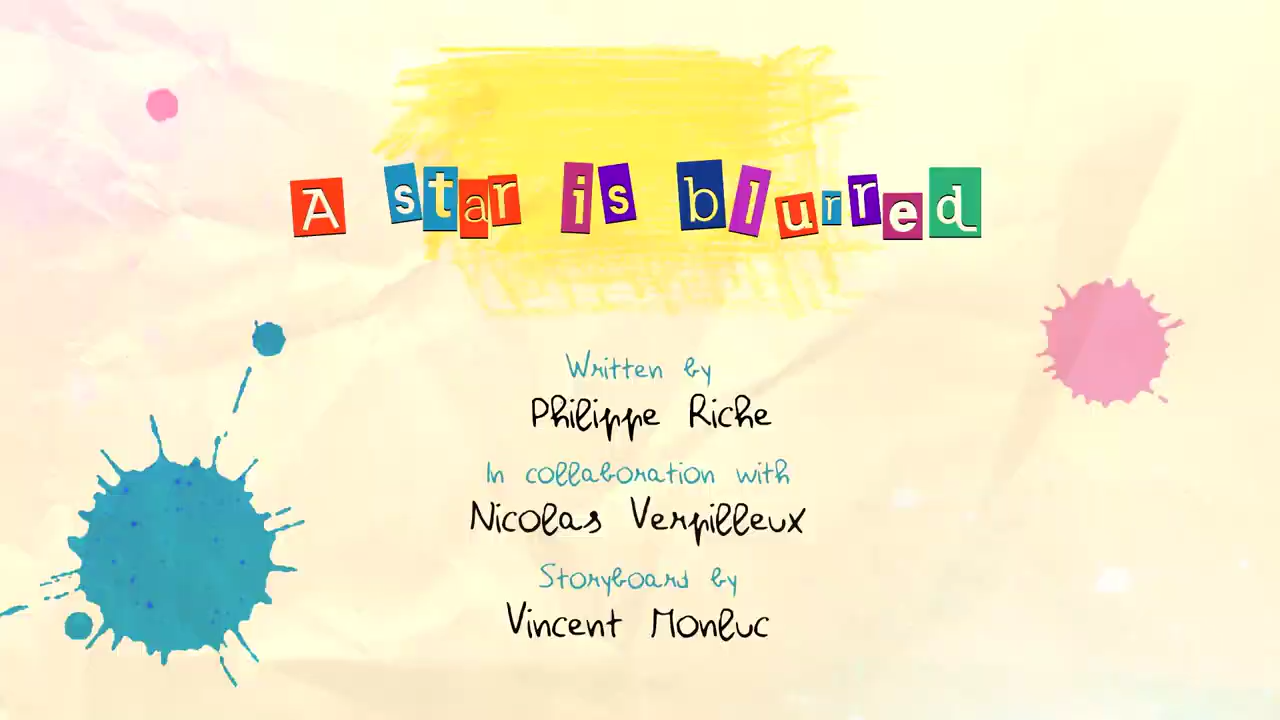 A star is blurred
Written by
Philippe Riche
In collaboration with
Nicolas Verpilleux
Storyboard by
Vincent Monluc